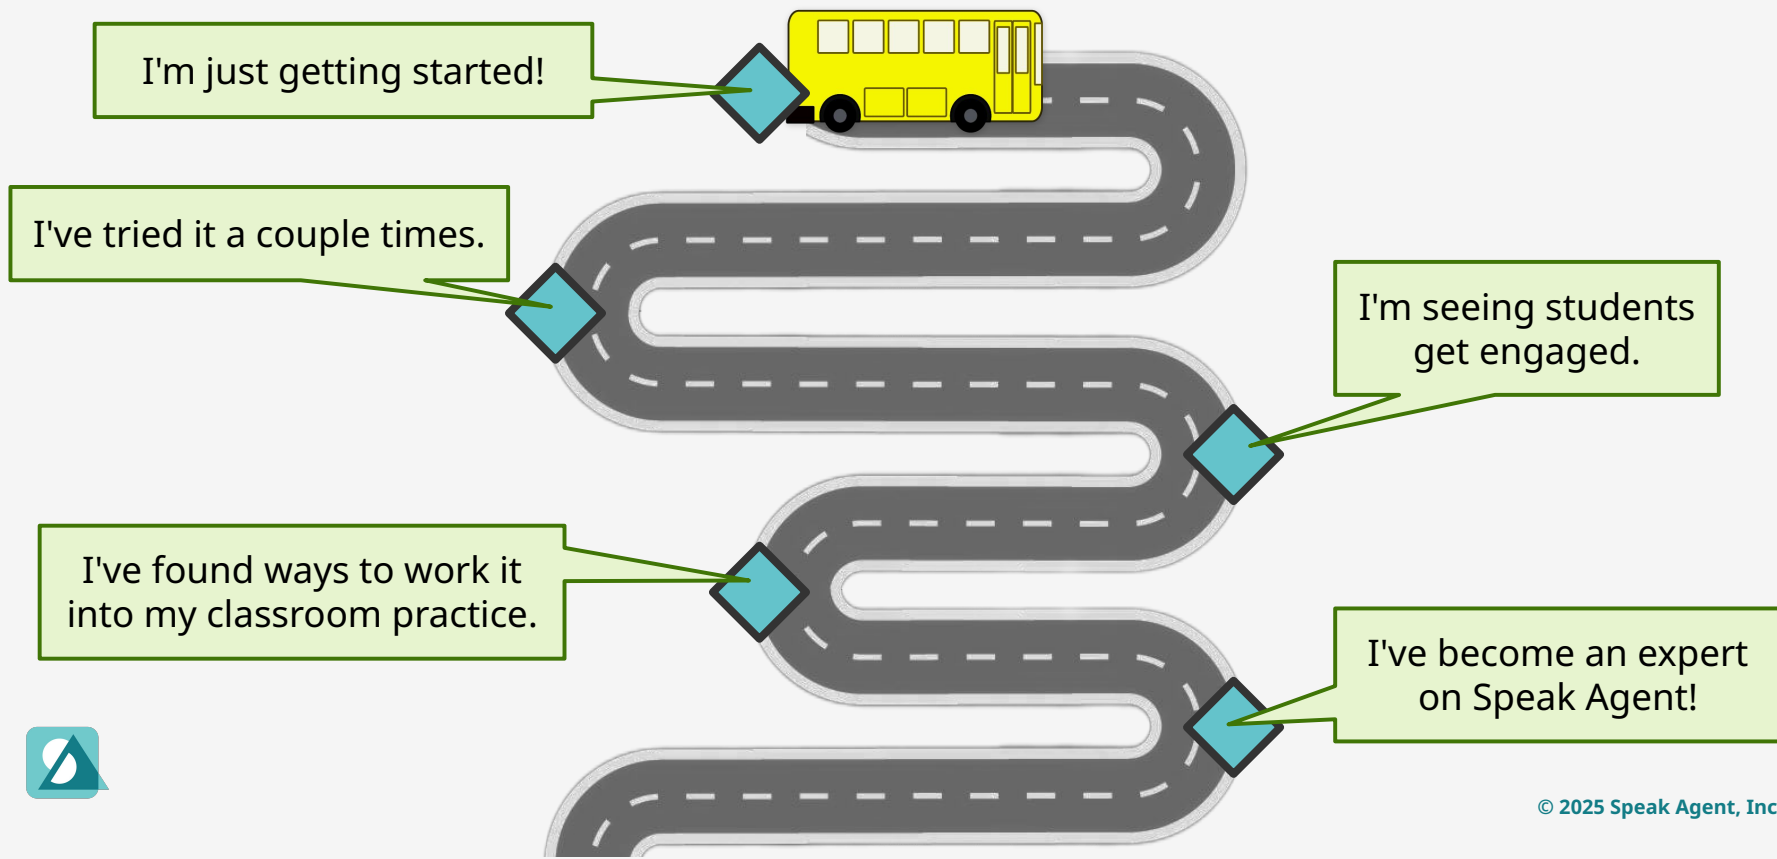 I'm just getting started!
I've tried it a couple times.
I'm seeing students
get engaged.
I've found ways to work it
into my classroom practice.
I've become an expert
on Speak Agent!
© 2025 Speak Agent, Inc